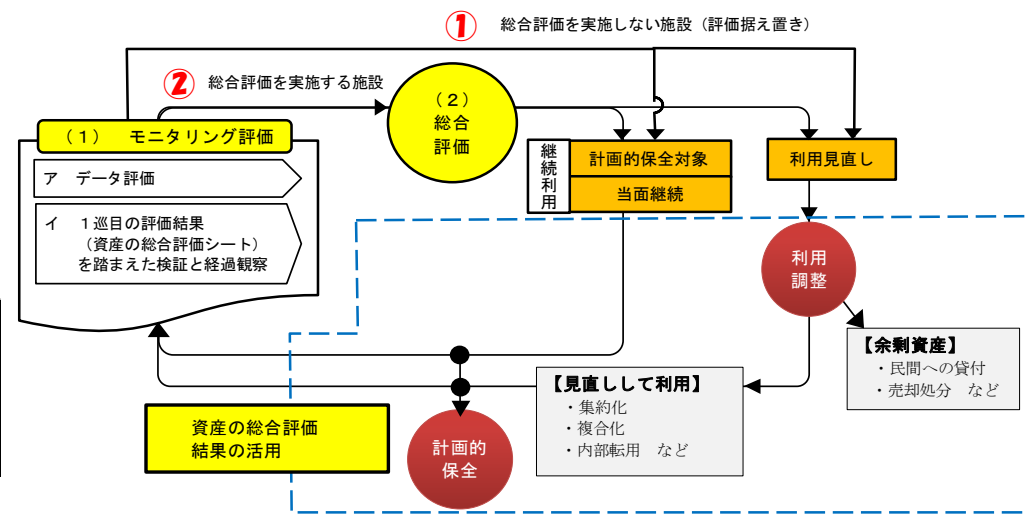 ① 総合評価を実施しない施設（評価据え置き）
② 総合評価を実施する施設
（２）
総合
評価
（１） モニタリング評価
ア データ評価
イ １巡目の評価結果
（資産の総合評価シート）
を踏まえた検証と経過観察
継続利用
計画的保全対象
当面継続
利用見直し
利用
調整
【余剰資産】
・民間への貸付
・売却処分 など
【見直しして利用】
・集約化
・複合化
・内部転用 など
資産の総合評価
結果の活用
計画的
保全